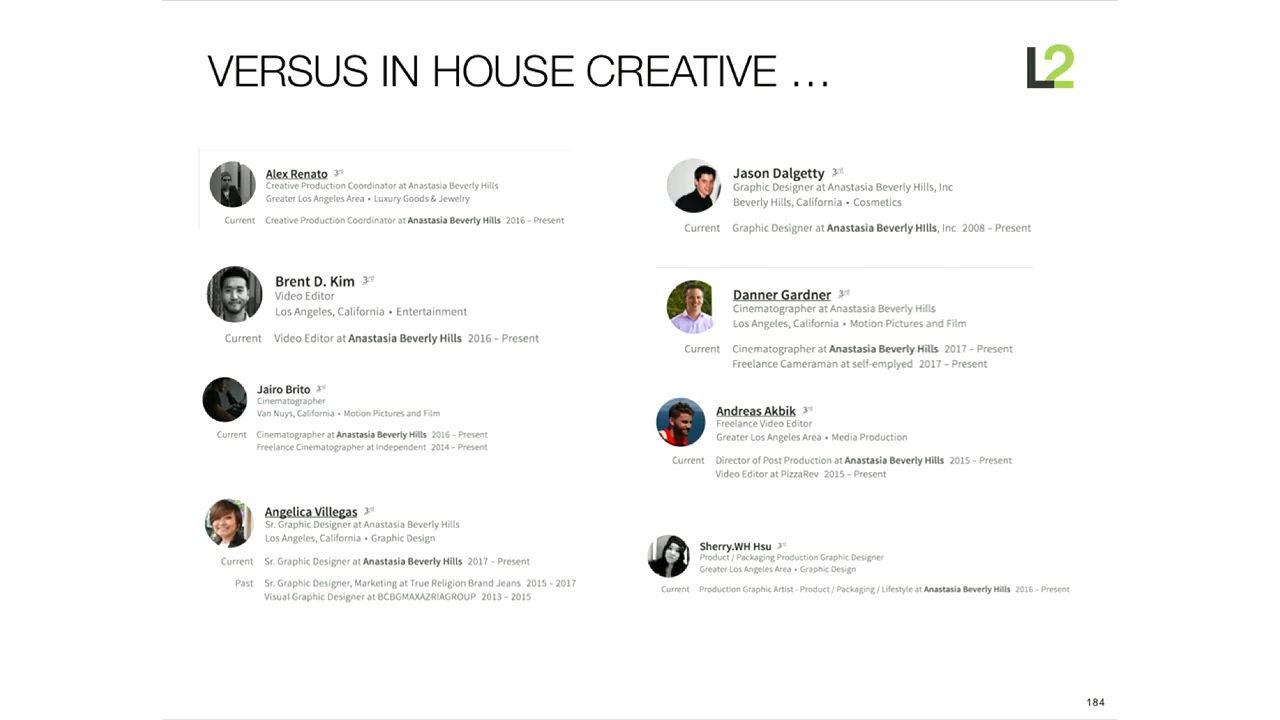 VERSUS IN HOUSE CREATIVE ...
L2
Alex Renato 3rd
Creative Production Coordinator at Anastasia Beverly Hills
Greater Los Angeles Area • Luxury Goods & Jewelry
Current Creative Production Coordinator at Anastasia Beverly Hills 2016 – Present
Brent D. Kim 3rd
Video Editor
Los Angeles, California • Entertainment
Current Video Editor at Anastasia Beverly Hills 2016 – Present
Jairo Brito 3rd
Cinematographer
Van Nuys, California • Motion Pictures and Film
Current Cinematographer at Anastasia Beverly Hills 2016 – Present
Freelance Cinematographer at Independent 2014 – Present
Angelica Villegas 3rd
Sr. Graphic Designer at Anastasia Beverly Hills
Los Angeles, California • Graphic Design
Current Sr. Graphic Designer at Anastasia Beverly Hills 2017 – Present
Past Sr. Graphic Designer, Marketing at True Religion Brand Jeans 2015 – 2017
Visual Graphic Designer at BCBGMAXAZRIAGROUP 2013 – 2015
Jason Dalgetty 3rd
Graphic Designer at Anastasia Beverly Hills, Inc
Beverly Hills, California • Cosmetics
Current Graphic Designer at Anastasia Beverly HIlls, Inc 2008 – Present
Danner Gardner 3rd
Cinematographer at Anastasia Beverly Hills
Los Angeles, California • Motion Pictures and Film
Current Cinematographer at Anastasia Beverly Hills 2017 – Present
Freelance Cameraman at self-emplyed 2017 – Present
Andreas Akbik 3rd
Freelance Video Editor
Greater Los Angeles Area • Media Production
Current Director of Post Production at Anastasia Beverly Hills 2015 – Present
Video Editor at PizzaRev 2015 – Present
Sherry.WH Hsu 3rd
Product / Packaging Production Graphic Designer
Greater Los Angeles Area • Graphic Design
Current Production Graphic Artist - Product / Packaging / Lifestyle at Anastasia Beverly Hills 2016 – Present
184